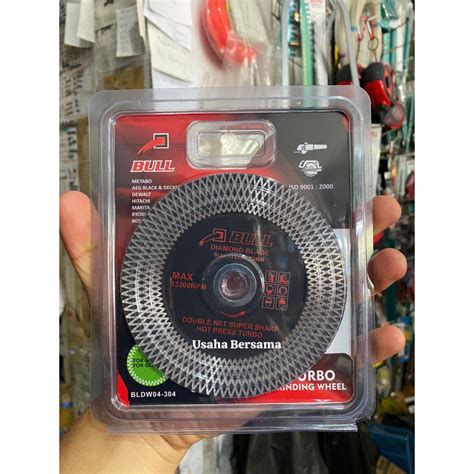 BULL
METABO
AEG BLACK & DECKER
DEWALT
HITACHI
MAKITA
RYOBI
ISO 9001 : 2000
BULL
DIAMOND BLADE
MAX
13300RPM
DOUBLE NET SUPER SHARP
HOT PRESS TURBO
Usaha Bersama
TURBO
GRINDING WHEEL
BLDW04-304